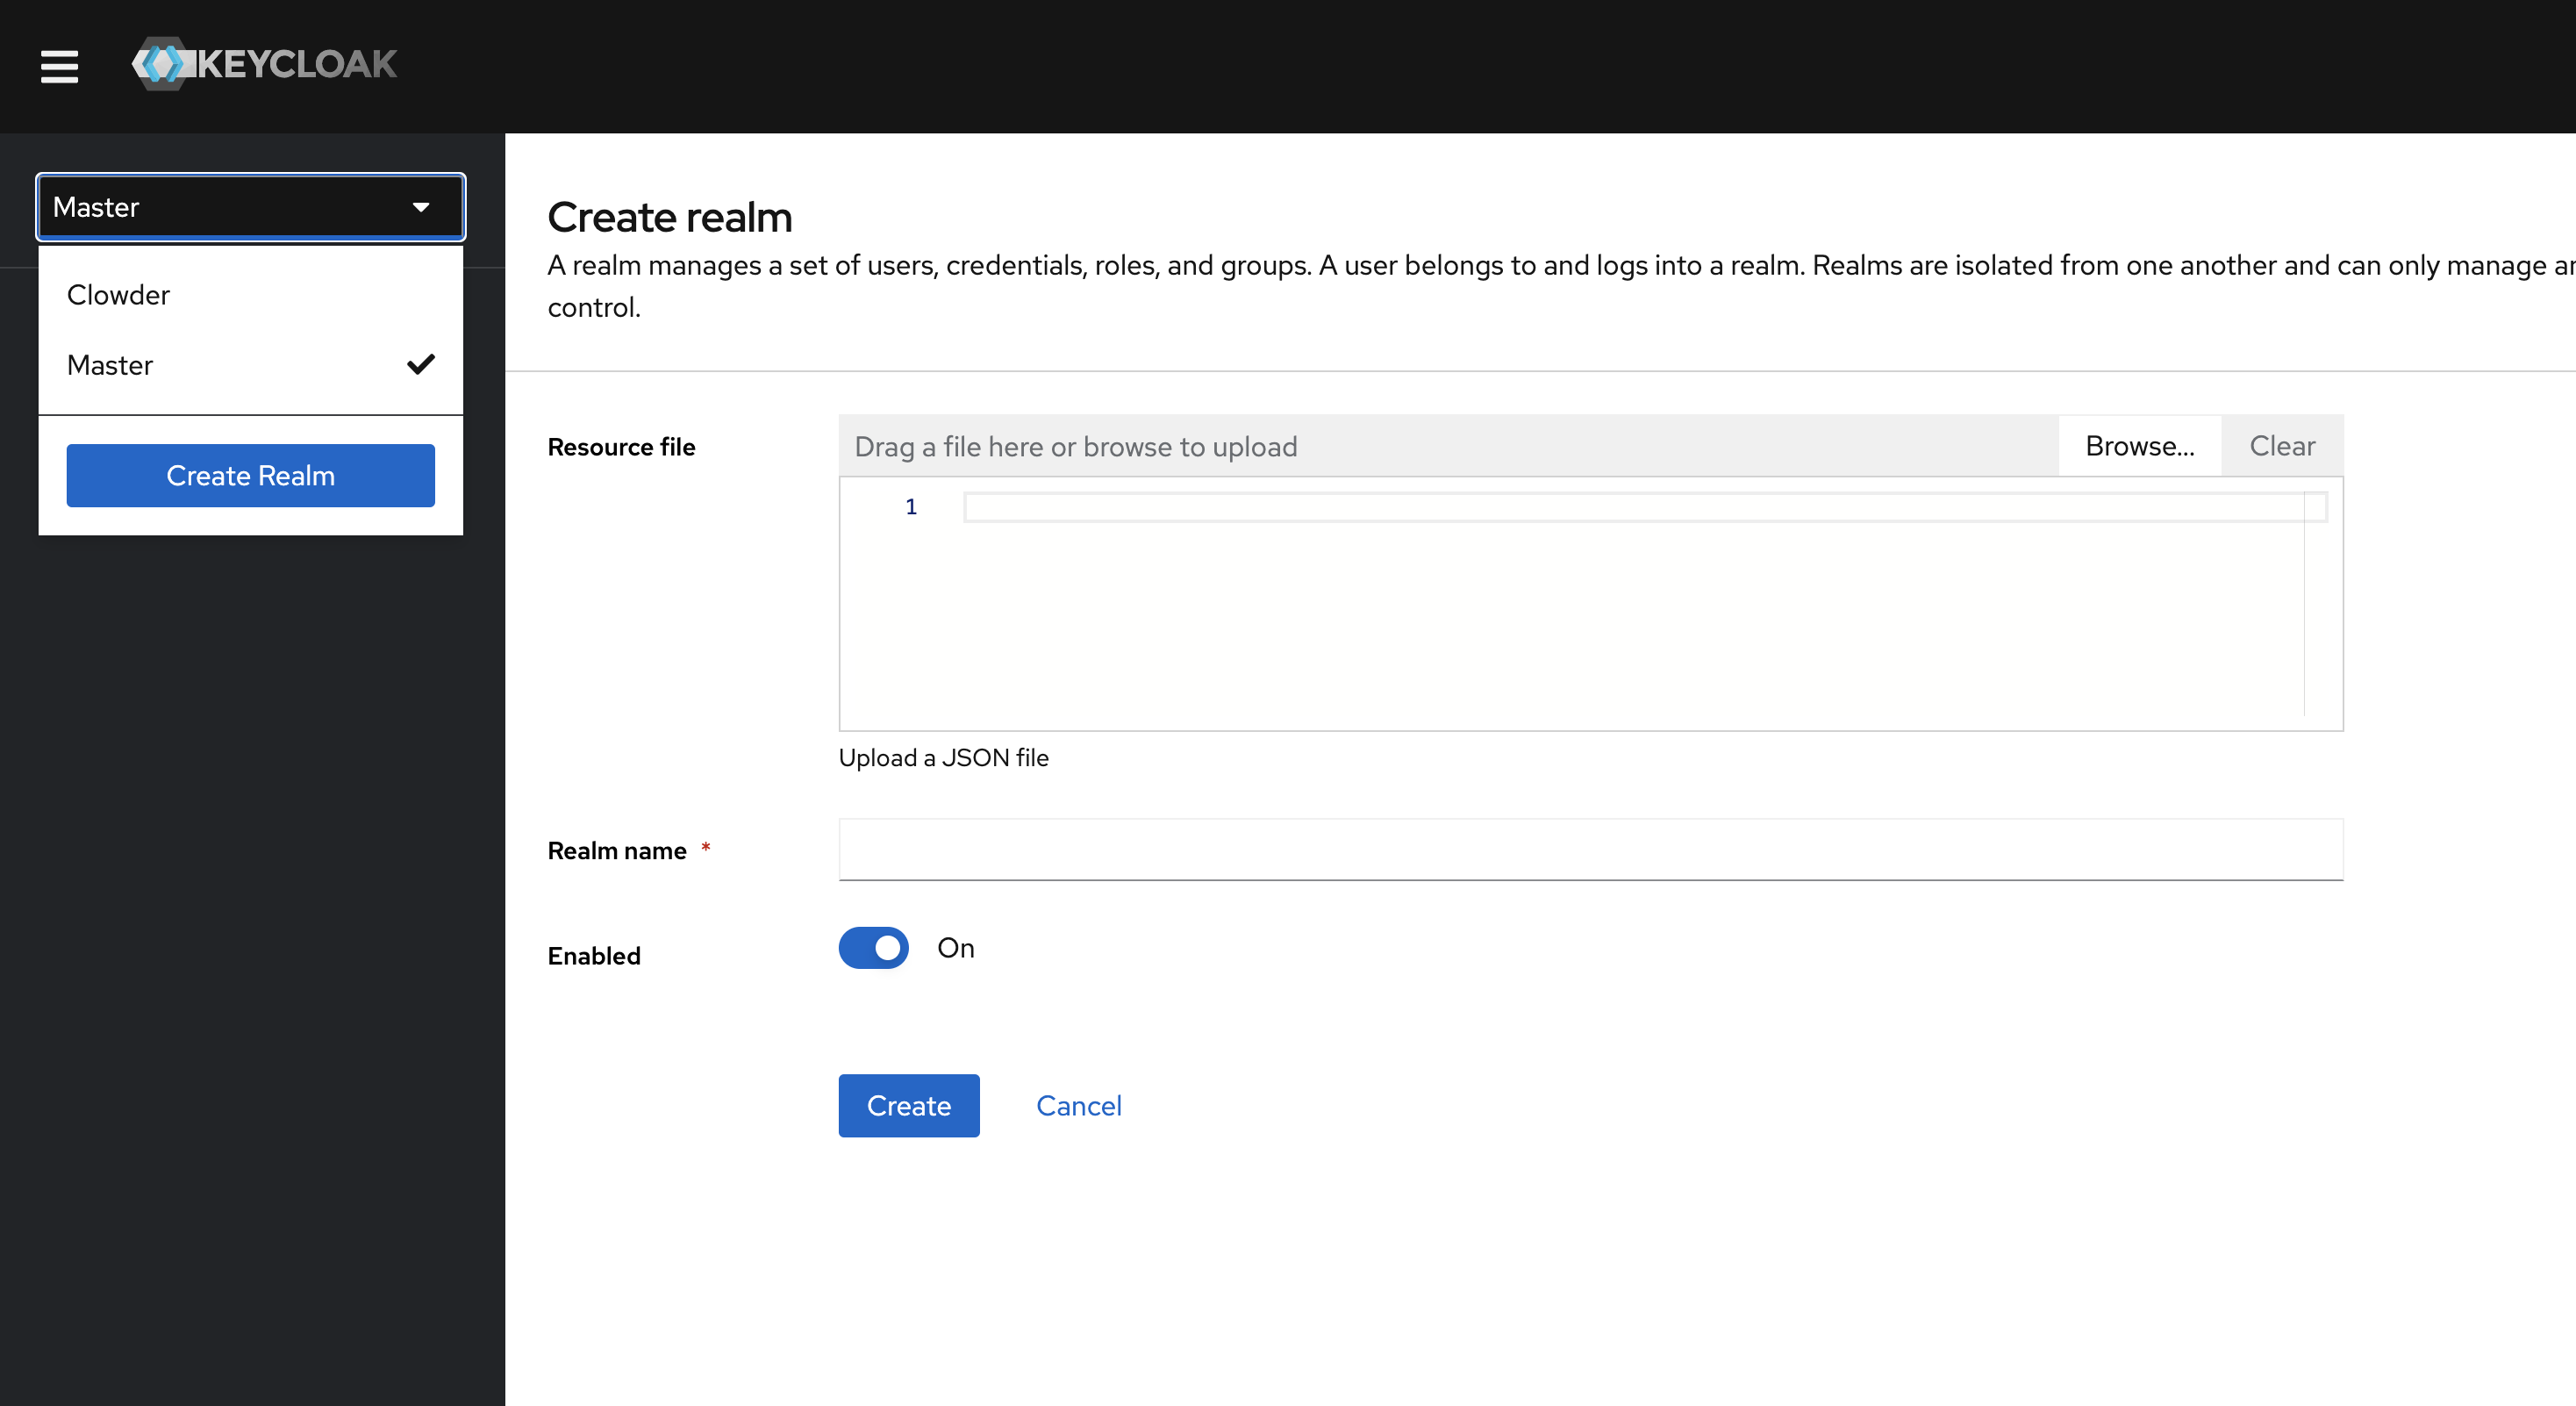 KEYCLOAK
Master
Clowder
Master
Create Realm
Create realm
A realm manages a set of users, credentials, roles, and groups. A user belongs to and logs into a realm. Realms are isolated from one another and can only manage
control.
Resource file
Drag a file here or browse to upload
Browse...
Clear
1
Upload a JSON file
Realm name *
Enabled
On
Create
Cancel